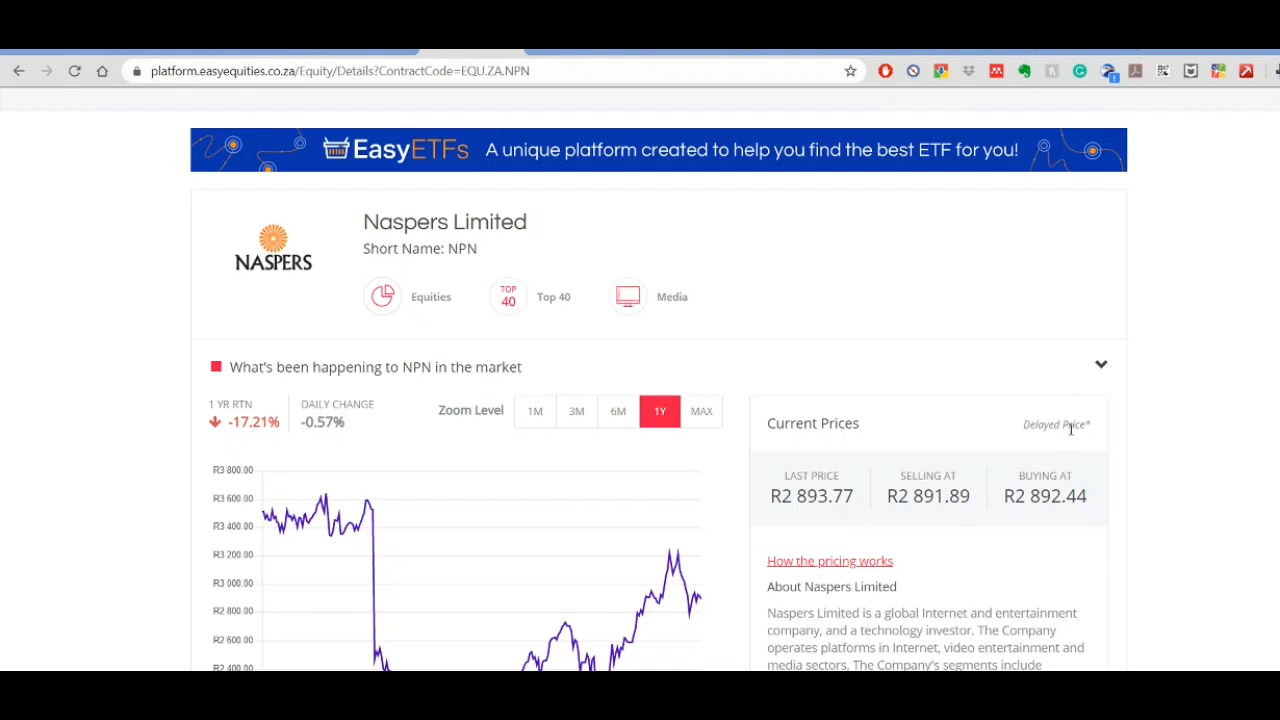 platform.easyequities.co.za/Equity/Details?ContractCode=EQU.ZA.NPN
EasyETFs A unique platform created to help you find the best ETF for you!
NASPERS
Naspers Limited
Short Name: NPN
Equities
TOP 40
Top 40
Media
What's been happening to NPN in the market
1 YR RTN
-17.21%
DAILY CHANGE
-0.57%
Zoom Level
1M
3M
6M
1Y
MAX
R3 800.00
R3 600.00
R3 400.00
R3 200.00
R3 000.00
R2 800.00
R2 600.00
R2 400.00
Current Prices
Delayed Price*
LAST PRICE
R2 893.77
SELLING AT
R2 891.89
BUYING AT
R2 892.44
How the pricing works
About Naspers Limited
Naspers Limited is a global Internet and entertainment
company, and a technology investor. The Company
operates platforms in Internet, video entertainment and
media sectors. The Company's segments include